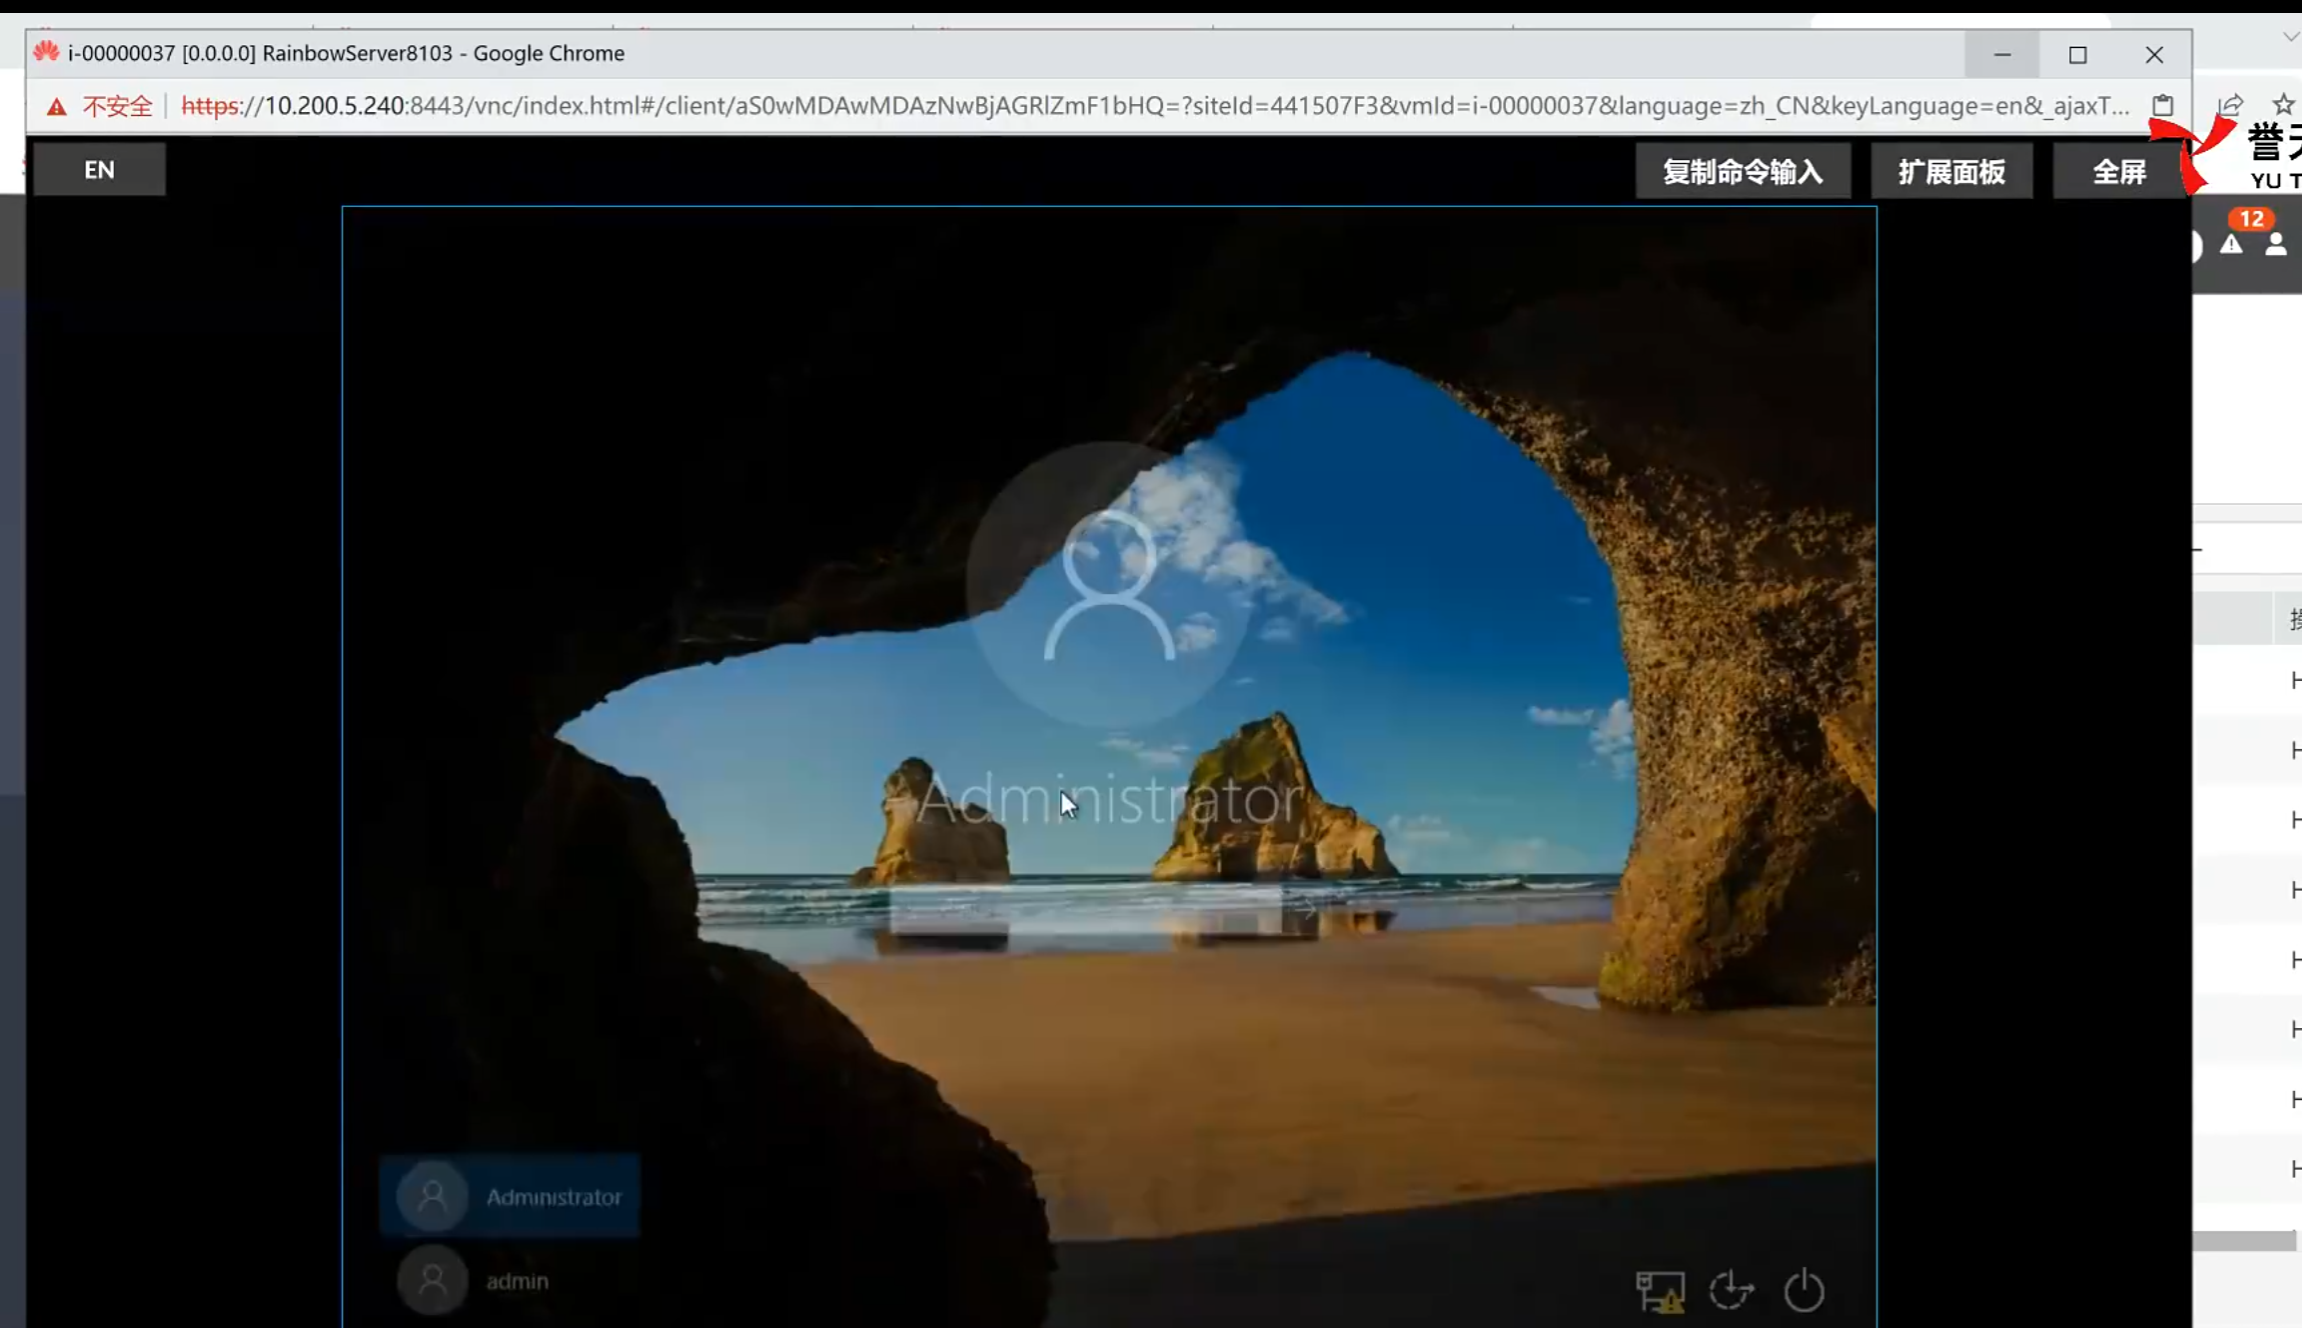 i-00000037 [0.0.0.0] RainbowServer8103 - Google Chrome
不安全 https://10.200.5.240:8443/vnc/index.html#/client/aS0wMDAwMDAzNwBjAGRlZmF1bHQ=?siteId=441507F3&vmId=i-00000037&language=zh_CN&keyLanguage=en&_ajaxT...
EN
复制命令输入
扩展面板
全屏
誉天
YU T
12
Administrator
Administrator
admin